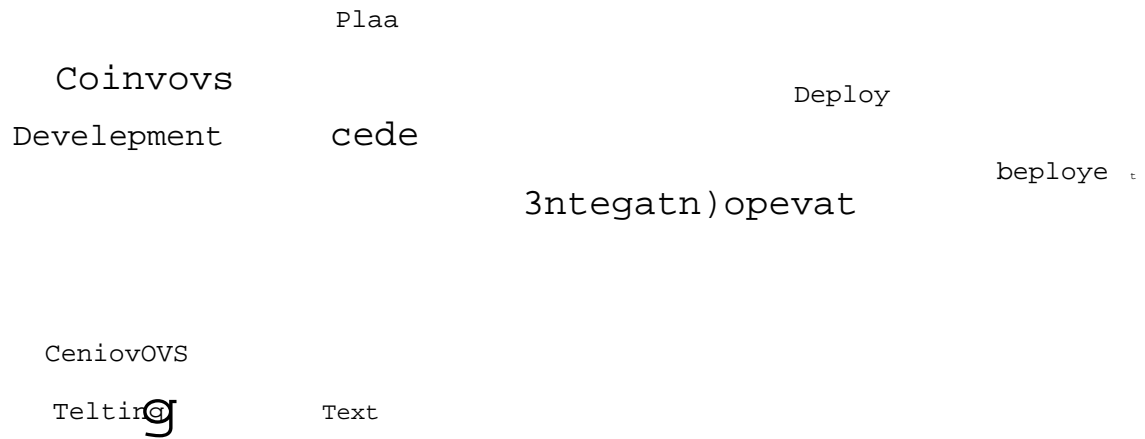 Plaa
Coinvovs
Deploy
Develepment cede
beploye t
3ntegatn)opevat
CeniovOVS
Telting g Text